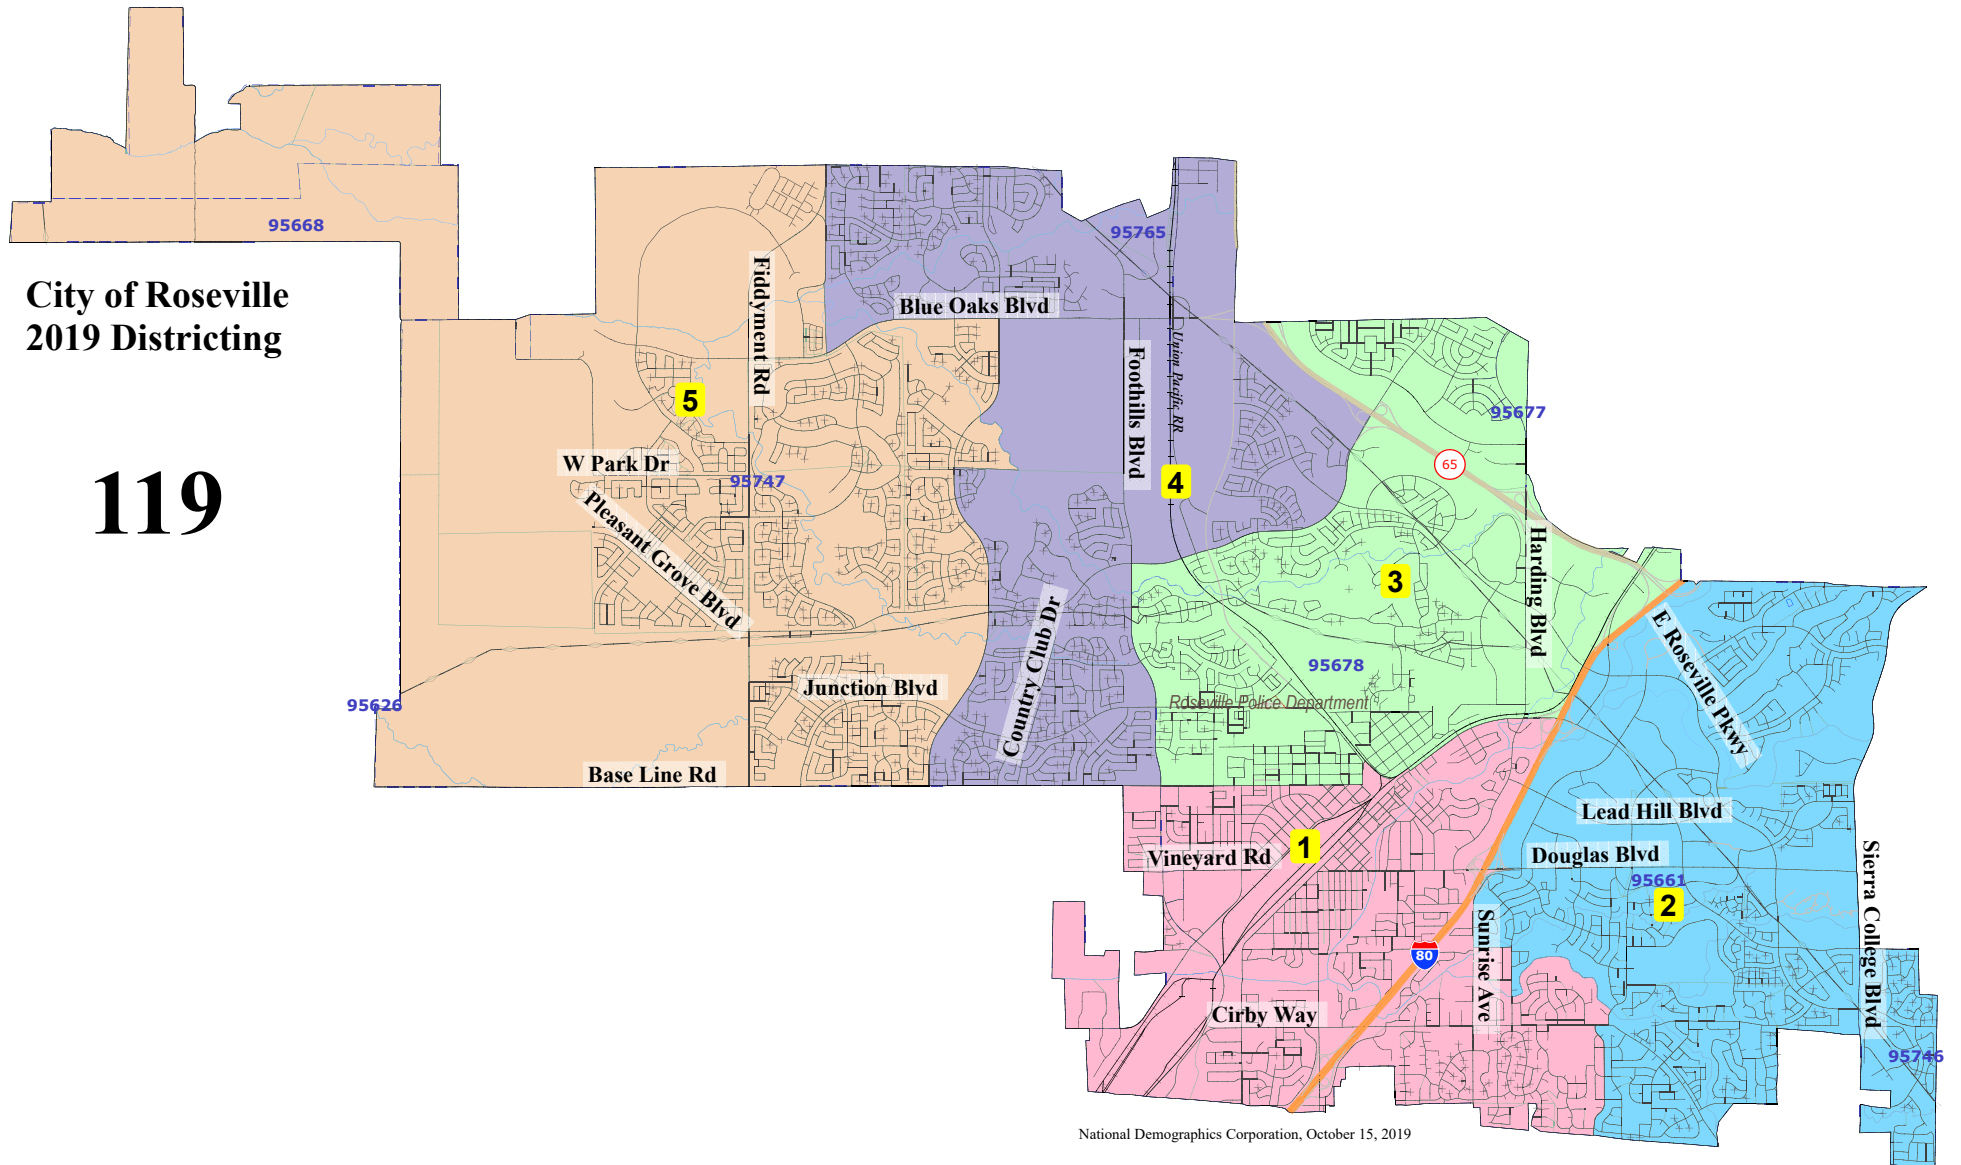 City of Roseville
2019 Districting
119
95668
95765
Blue Oaks Blvd
Fiddyment Rd
Foothills Blvd
Union Pacific RR
95677
5
65
W Park Dr
95747
4
Pleasant Grove Blvd
Harding Blvd
3
Country Club Dr
E Roseville Pkwy
95678
Junction Blvd
Roseville Police Department
95626
Base Line Rd
Lead Hill Blvd
1
Vineyard Rd
Douglas Blvd
95661
2
Sierra College Blvd
Sunrise Ave
80
Cirby Way
95746
National Demographics Corporation, October 15, 2019